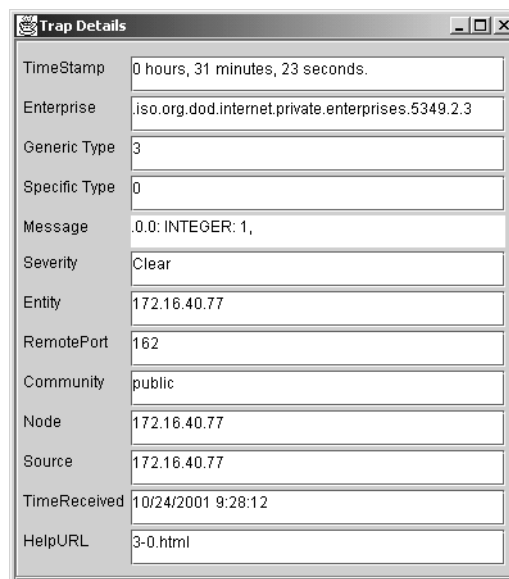 Trap Details
TimeStamp 0 hours, 31 minutes, 23 seconds.
Enterprise .iso.org.dod.internet.private.enterprises.5349.2.3
Generic Type 3
Specific Type 0
Message .0.0: INTEGER: 1,
Severity Clear
Entity 172.16.40.77
RemotePort 162
Community public
Node 172.16.40.77
Source 172.16.40.77
TimeReceived 10/24/2001 9:28:12
HelpURL 3-0.html